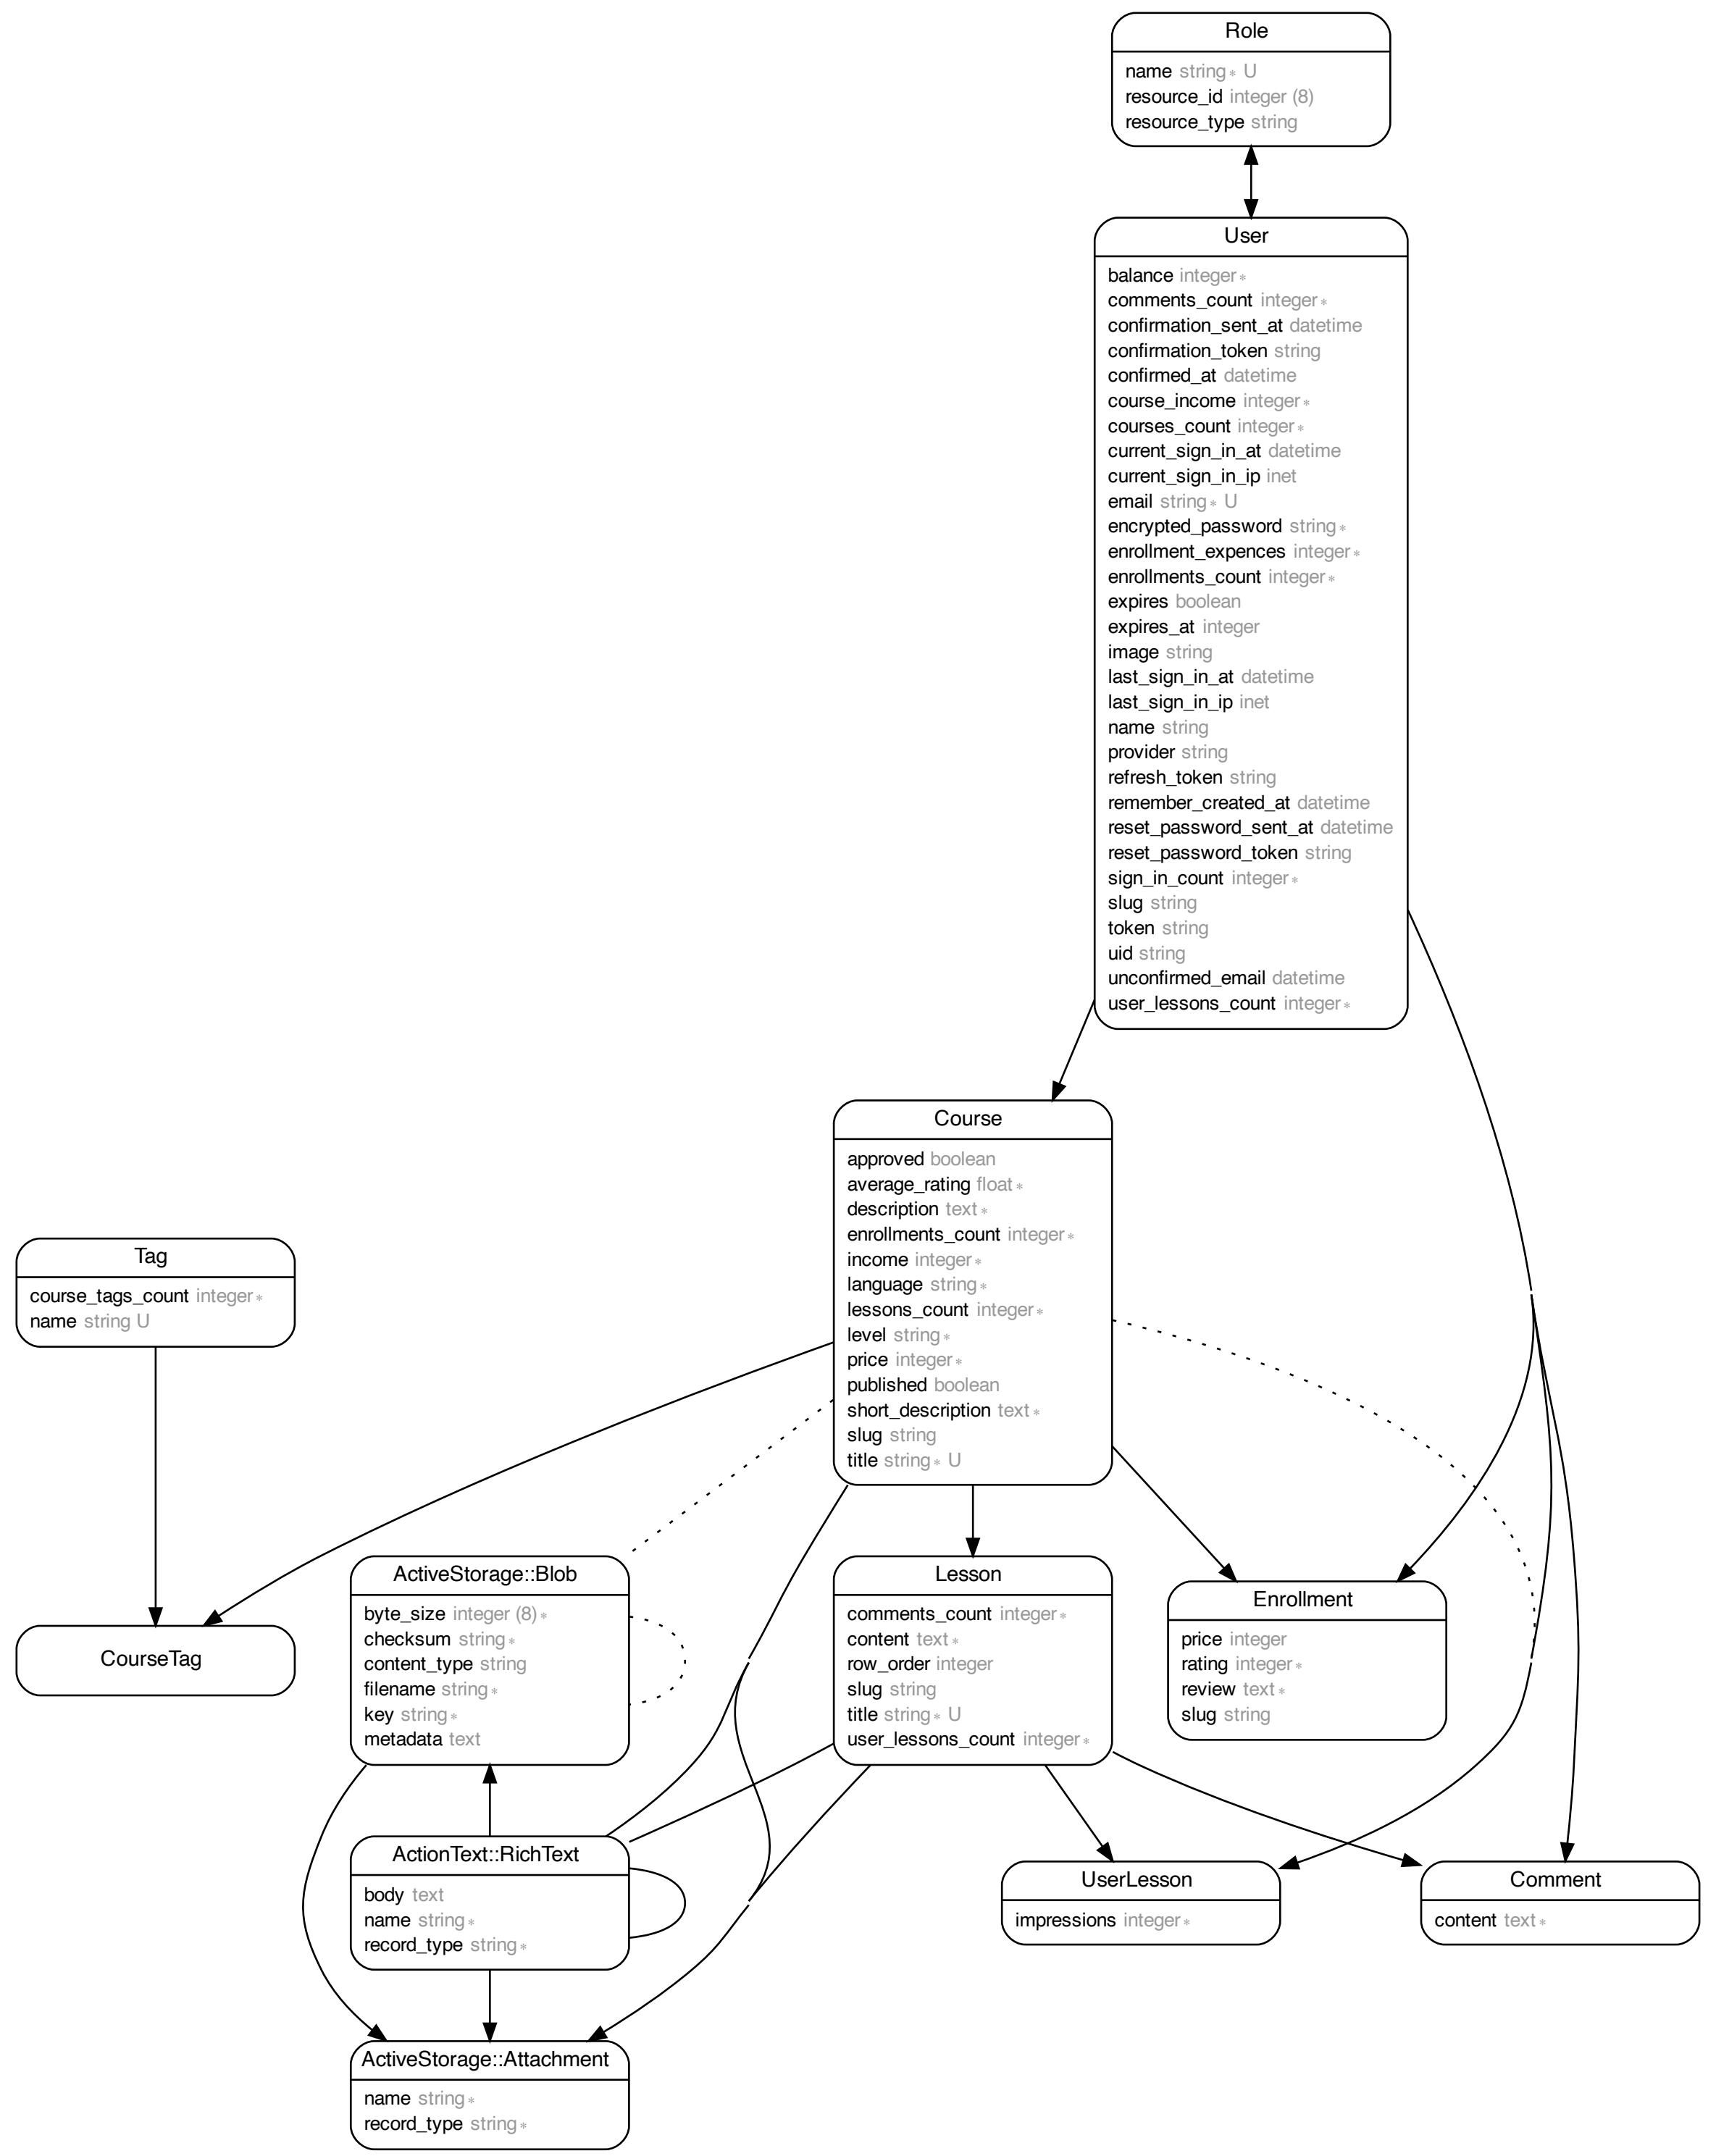 Role
name string* U
resource_id integer (8)
resource_type string
User
balance integer*
comments_count integer*
confirmation_sent_at datetime
confirmation_token string
confirmed_at datetime
course_income integer*
courses_count integer*
current_sign_in_at datetime
current_sign_in_ip inet
email string* U
encrypted_password string*
enrollment_expences integer*
enrollments_count integer*
expires boolean
expires_at integer
image string
last_sign_in_at datetime
last_sign_in_ip inet
name string
provider string
refresh_token string
remember_created_at datetime
reset_password_sent_at datetime
reset_password_token string
sign_in_count integer*
slug string
token string
uid string
unconfirmed_email datetime
user_lessons_count integer*
Course
approved boolean
average_rating float*
description text*
enrollments_count integer*
income integer*
language string*
lessons_count integer*
level string*
price integer*
published boolean
short_description text*
slug string
title string* U
Tag
course_tags_count integer*
name string U
CourseTag
ActiveStorage::Blob
byte_size integer (8)*
checksum string*
content_type string
filename string*
key string*
metadata text
Lesson
comments_count integer*
content text*
row_order integer
slug string
title string* U
user_lessons_count integer*
Enrollment
price integer
rating integer*
review text*
slug string
ActionText::RichText
body text
name string*
record_type string*
UserLesson
impressions integer*
Comment
content text*
ActiveStorage::Attachment
name string*
record_type string*